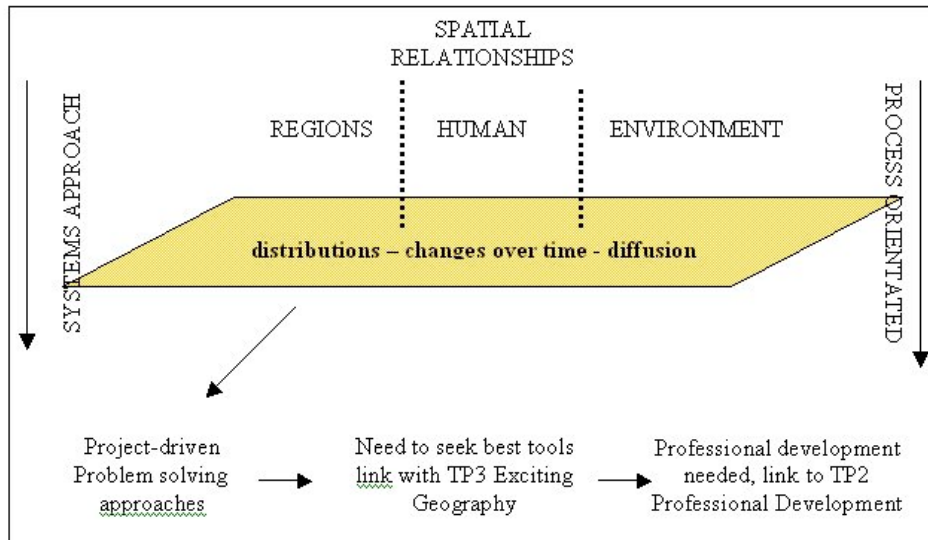 SPATIAL
RELATIONSHIPS
SYSTEMS APPROACH
REGIONS
HUMAN
ENVIRONMENT
PROCESS ORIENTATED
distributions – changes over time - diffusion
Project-driven
Problem solving
approaches
Need to seek best tools
link with TP3 Exciting
Geography
Professional development
needed, link to TP2
Professional Development